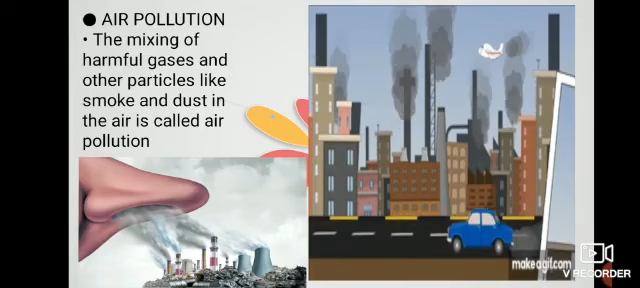 ● AIR POLLUTION
• The mixing of
harmful gases and
other particles like
smoke and dust in
the air is called air
pollution
makeagif.com
V RECORDER